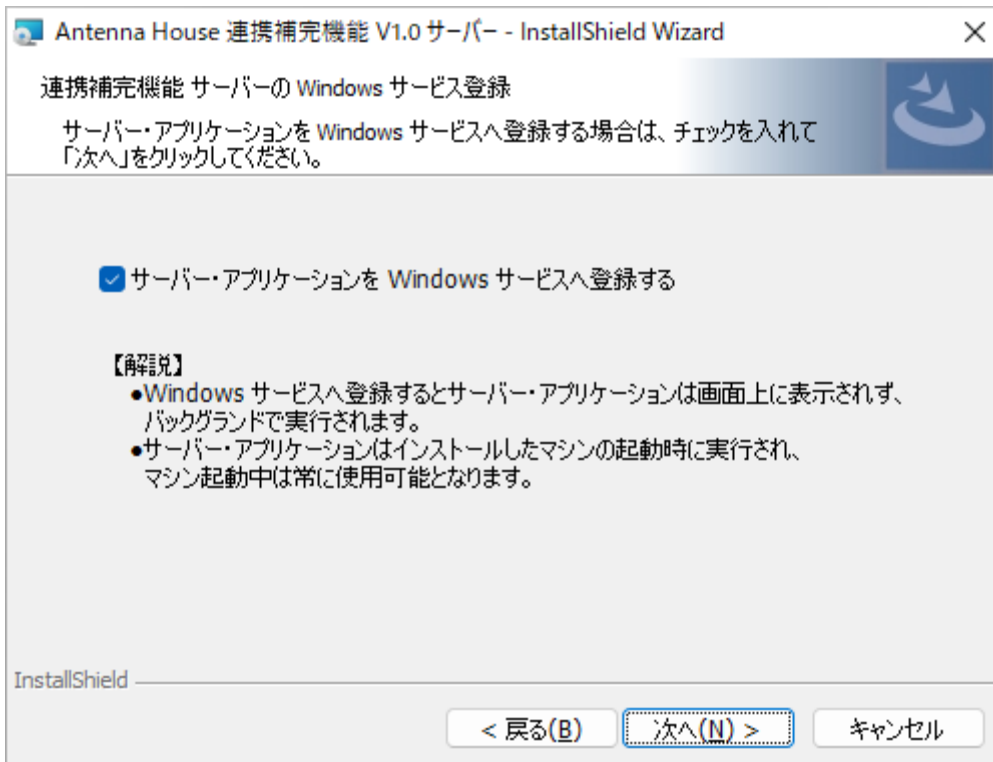 Antenna House 連携補完機能 V1.0 サーバー - InstallShield Wizard
連携補完機能 サーバーの Windows サービス登録
サーバー・アプリケーションを Windows サービスへ登録する場合は、チェックを入れて
「次へ」をクリックしてください。
サーバー・アプリケーションを Windows サービスへ登録する
【解説】
●Windows サービスへ登録するとサーバー・アプリケーションは画面上に表示されず、
バックグランドで実行されます。
●サーバー・アプリケーションはインストールしたマシンの起動時に実行され、
マシン起動中は常に使用可能となります。
InstallShield
< 戻る(B) 次へ(N) > キャンセル